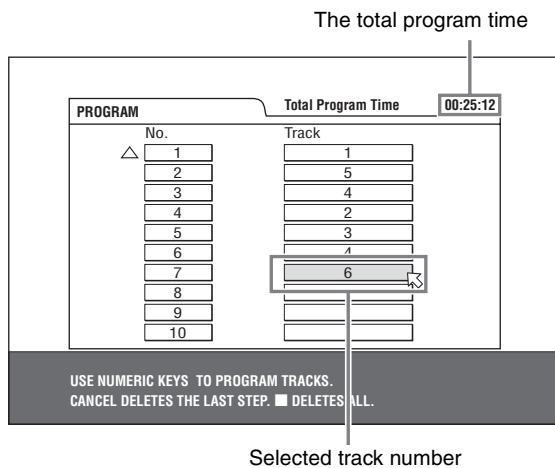 The total program time
PROGRAM Total Program Time 00:25:12
No. Track
1 1
2 5
3 4
4 2
5 3
6 4
7 6
8
9
10
USE NUMERIC KEYS TO PROGRAM TRACKS.
CANCEL DELETES THE LAST STEP. ■ DELETES ALL.
Selected track number